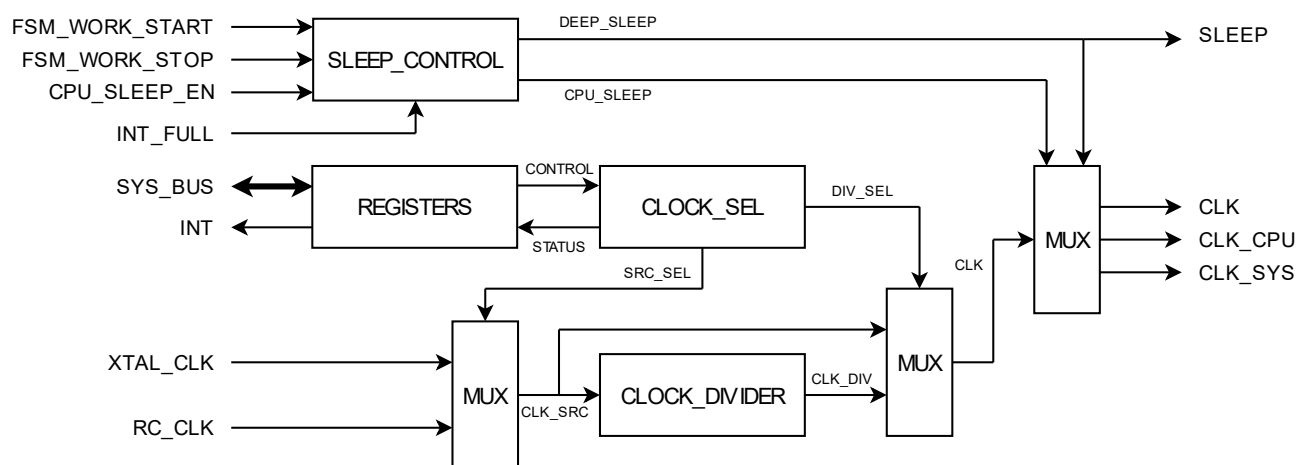 FSM_WORK_START
FSM_WORK_STOP
CPU_SLEEP_EN
INT_FULL
SLEEP_CONTROL
DEEP_SLEEP
CPU_SLEEP
SLEEP
SYS_BUS
INT
REGISTERS
CONTROL
STATUS
CLOCK_SEL
DIV_SEL
SRC_SEL
CLK
MUX
CLK
CLK_CPU
CLK_SYS
XTAL_CLK
RC_CLK
MUX
CLK_SRC
CLOCK_DIVIDER
CLK_DIV
MUX